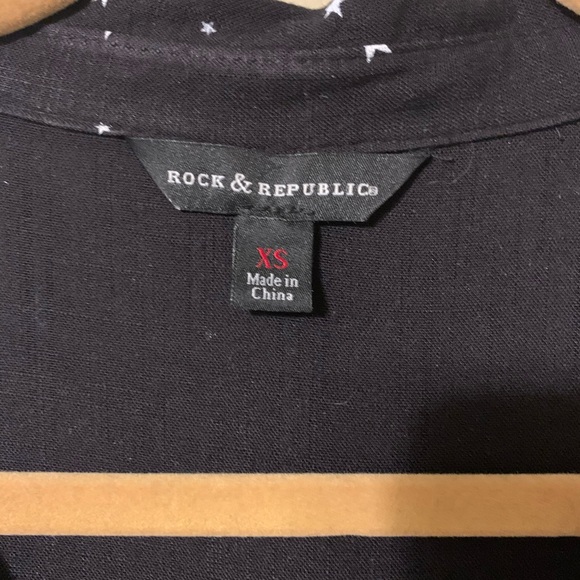 ROCK & REPUBLIC®
XS
Made in
China